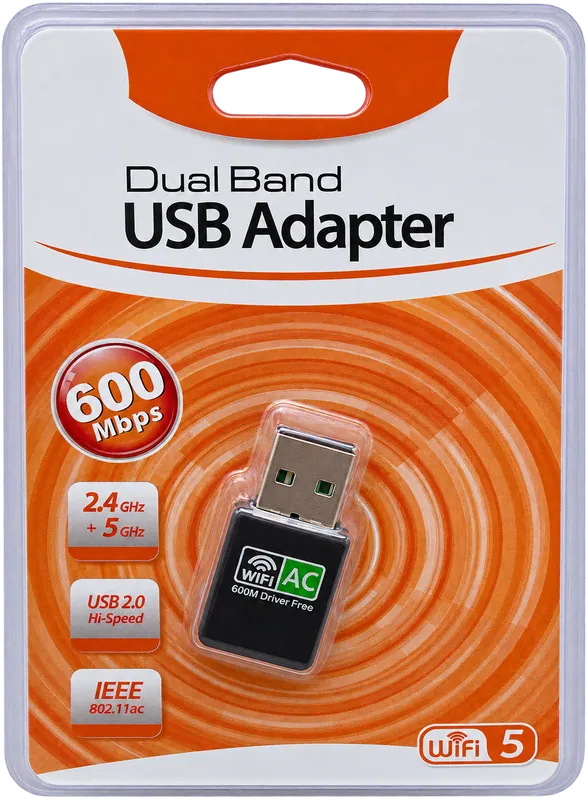 Dual Band
USB Adapter
600
Mbps
2.4 GHz
+ 5 GHz
USB 2.0
Hi-Speed
IEEE
802.11ac
WiFi AC
600M Driver Free
WiFi 5